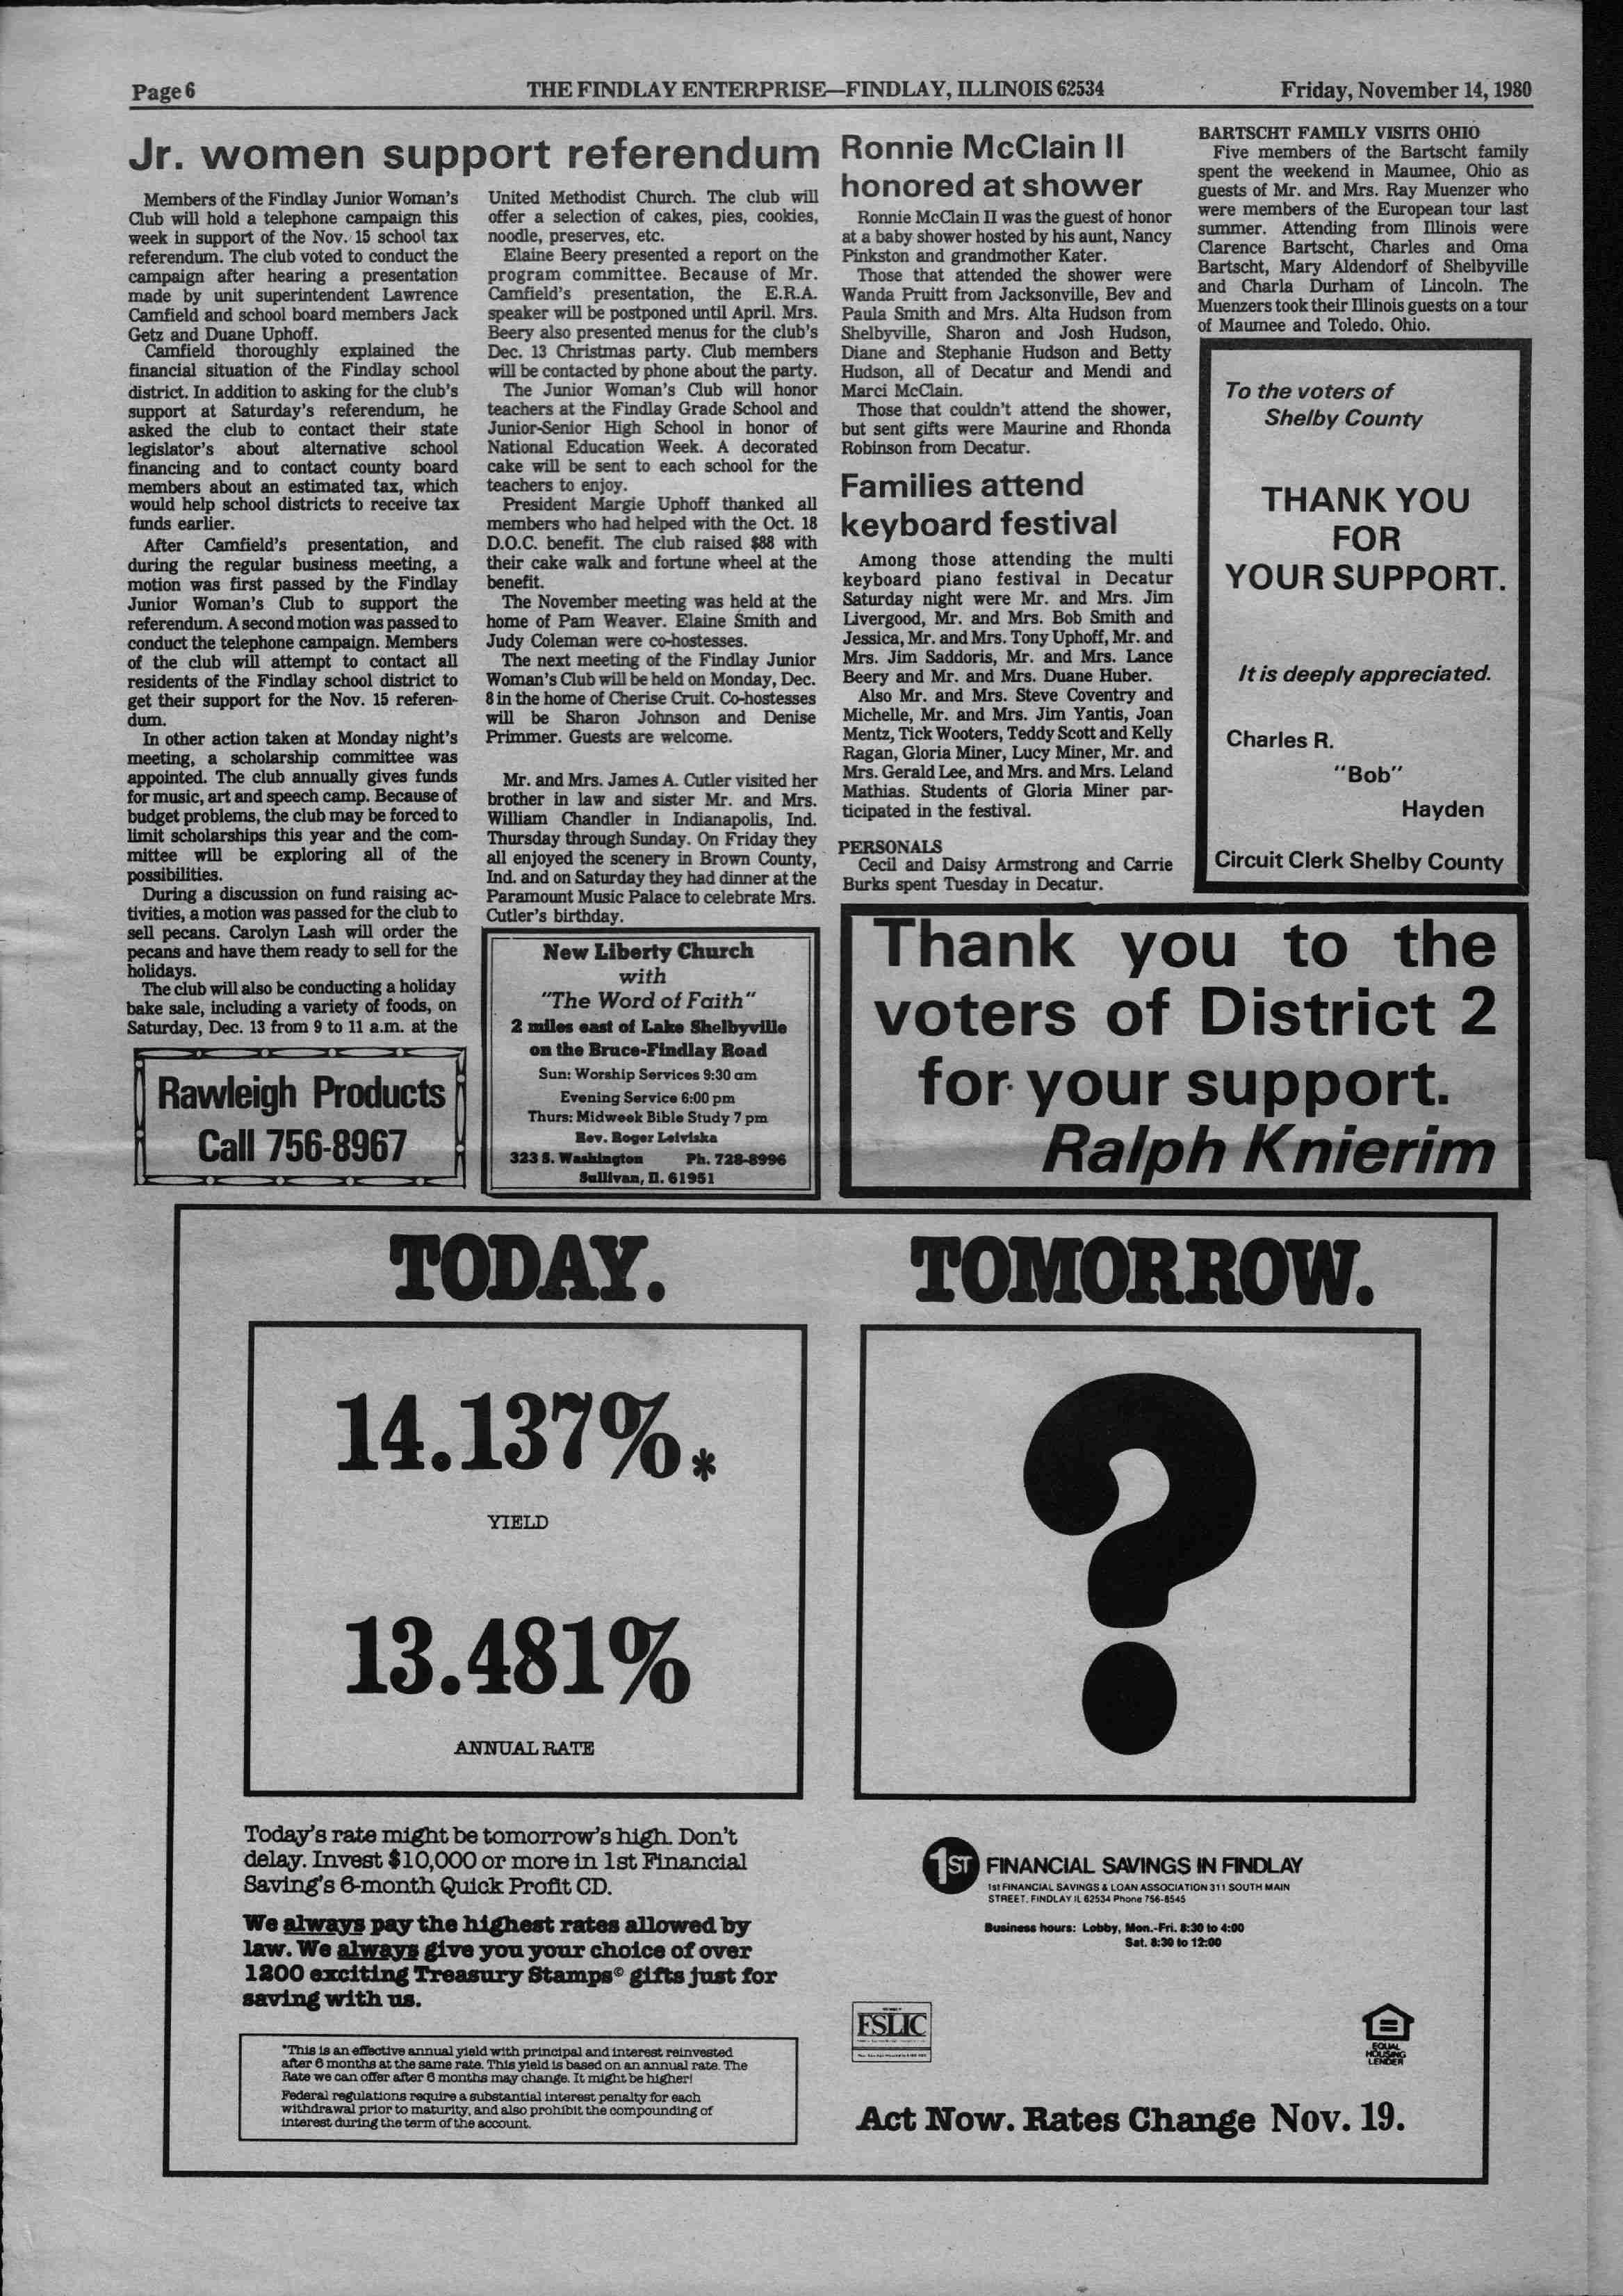 Page 6
THE FINDLAY ENTERPRISE—FINDLAY, ILLINOIS 62534
Friday, November 14, 1980
Jr. women support referendum
Members of the Findlay Junior Woman's
Club will hold a telephone campaign this
week in support of the Nov. 15 school tax
referendum. The club voted to conduct the
campaign after hearing a presentation
made by unit superintendent Lawrence
Camfield and school board members Jack
Getz and Duane Uphoff.
Camfield thoroughly explained the
financial situation of the Findlay school
district. In addition to asking for the club's
support at Saturday's referendum, he
asked the club to contact their state
legislator's about alternative school
financing and to contact county board
members about an estimated tax, which
would help school districts to receive tax
funds earlier.
After Camfield's presentation, and
during the regular business meeting, a
motion was first passed by the Findlay
Junior Woman's Club to support the
referendum. A second motion was passed to
conduct the telephone campaign. Members
of the club will attempt to contact all
residents of the Findlay school district to
get their support for the Nov. 15 referen-
dum.
In other action taken at Monday night's
meeting, a scholarship committee was
appointed. The club annually gives funds
for music, art and speech camp. Because of
budget problems, the club may be forced to
limit scholarships this year and the com-
mittee will be exploring all of the
possibilities.
During a discussion on fund raising ac-
tivities, a motion was passed for the club to
sell pecans. Carolyn Lash will order the
pecans and have them ready to sell for the
holidays.
The club will also be conducting a holiday
bake sale, including a variety of foods, on
Saturday, Dec. 13 from 9 to 11 a.m. at the
United Methodist Church. The club will
offer a selection of cakes, pies, cookies,
noodle, preserves, etc.
Elaine Beery presented a report on the
program committee. Because of Mr.
Camfield's presentation, the E.R.A.
speaker will be postponed until April. Mrs.
Beery also presented menus for the club's
Dec. 13 Christmas party. Club members
will be contacted by phone about the party.
The Junior Woman's Club will honor
teachers at the Findlay Grade School and
Junior-Senior High School in honor of
National Education Week. A decorated
cake will be sent to each school for the
teachers to enjoy.
President Margie Uphoff thanked all
members who had helped with the Oct. 18
D.O.C. benefit. The club raised $88 with
their cake walk and fortune wheel at the
benefit.
The November meeting was held at the
home of Pam Weaver. Elaine Smith and
Judy Coleman were co-hostesses.
The next meeting of the Findlay Junior
Woman's Club will be held on Monday, Dec.
8 in the home of Cherise Cruit. Co-hostesses
will be Sharon Johnson and Denise
Primmer. Guests are welcome.
Mr. and Mrs. James A. Cutler visited her
brother in law and sister Mr. and Mrs.
William Chandler in Indianapolis, Ind.
Thursday through Sunday. On Friday they
all enjoyed the scenery in Brown County,
Ind. and on Saturday they had dinner at the
Paramount Music Palace to celebrate Mrs.
Cutler's birthday.
Ronnie McClain II
honored at shower
Ronnie McClain II was the guest of honor
at a baby shower hosted by his aunt, Nancy
Pinkston and grandmother Kater.
Those that attended the shower were
Wanda Pruitt from Jacksonville, Bev and
Paula Smith and Mrs. Alta Hudson from
Shelbyville, Sharon and Josh Hudson,
Diane and Stephanie Hudson and Betty
Hudson, all of Decatur and Mendi and
Marci McClain.
Those that couldn't attend the shower,
but sent gifts were Maurine and Rhonda
Robinson from Decatur.
Families attend
keyboard festival
Among those attending the multi
keyboard piano festival in Decatur
Saturday night were Mr. and Mrs. Jim
Livergood, Mr. and Mrs. Bob Smith and
Jessica, Mr. and Mrs. Tony Uphoff, Mr. and
Mrs. Jim Saddoris, Mr. and Mrs. Lance
Beery and Mr. and Mrs. Duane Huber.
Also Mr. and Mrs. Steve Coventry and
Michelle, Mr. and Mrs. Jim Yantis, Joan
Mentz, Tick Wooters, Teddy Scott and Kelly
Ragan, Gloria Miner, Lucy Miner, Mr. and
Mrs. Gerald Lee, and Mrs. and Mrs. Leland
Mathias. Students of Gloria Miner par-
ticipated in the festival.
PERSONALS
Cecil and Daisy Armstrong and Carrie
Burks spent Tuesday in Decatur.
BARTSCHT FAMILY VISITS OHIO
Five members of the Bartscht family
spent the weekend in Maumee, Ohio as
guests of Mr. and Mrs. Ray Muenzer who
were members of the European tour last
summer. Attending from Illinois were
Clarence Bartscht, Charles and Oma
Bartscht, Mary Aldendorf of Shelbyville
and Charla Durham of Lincoln. The
Muenzers took their Illinois guests on a tour
of Maumee and Toledo, Ohio.
To the voters of
Shelby County
THANK YOU
FOR
YOUR SUPPORT.
It is deeply appreciated.
Charles R.
"Bob"
Hayden
Circuit Clerk Shelby County
Rawleigh Products
Call 756-8967
New Liberty Church
with
"The Word of Faith"
2 miles east of Lake Shelbyville
on the Bruce-Findlay Road
Sun: Worship Services 9:30 am
Evening Service 6:00 pm
Thurs: Midweek Bible Study 7 pm
Rev. Roger Leiviska
323 S. Washington Ph. 728-8996
Sullivan, Il. 61951
Thank you to the
voters of District 2
for your support.
Ralph Knierim
TODAY.
14.137%*
YIELD
13.481%
ANNUAL RATE
TOMORROW.
?
Today's rate might be tomorrow's high. Don't
delay. Invest $10,000 or more in 1st Financial
Saving's 6-month Quick Profit CD.
We always pay the highest rates allowed by
law. We always give you your choice of over
1200 exciting Treasury Stamps© gifts just for
saving with us.
*This is an effective annual yield with principal and interest reinvested
after 6 months at the same rate. This yield is based on an annual rate. The
Rate we can offer after 6 months may change. It might be higher!
Federal regulations require a substantial interest penalty for each
withdrawal prior to maturity, and also prohibit the compounding of
interest during the term of the account.
1ST FINANCIAL SAVINGS IN FINDLAY
1st FINANCIAL SAVINGS & LOAN ASSOCIATION 311 SOUTH MAIN
STREET, FINDLAY IL 62534 Phone 756-8545
Business hours: Lobby, Mon.-Fri. 8:30 to 4:00
Sat. 8:30 to 12:00
FSLIC
EQUAL
HOUSING
LENDER
Act Now. Rates Change Nov. 19.